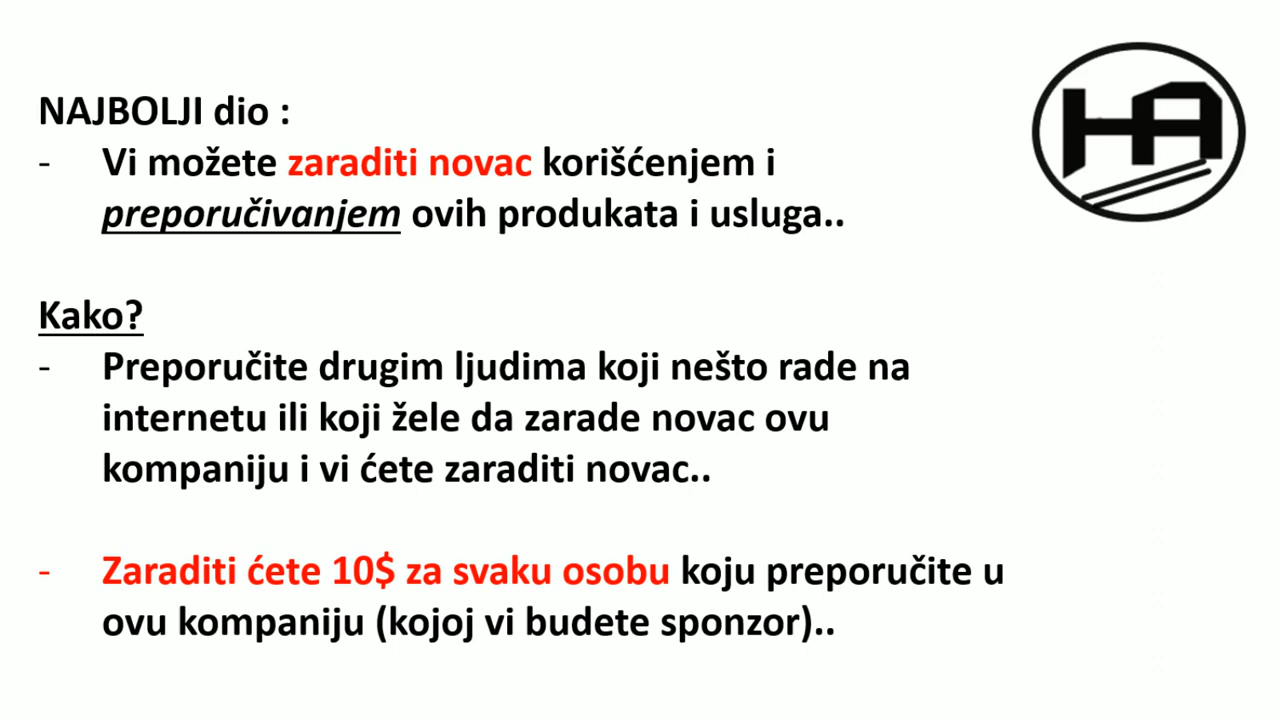 NAJBOLJI dio :
- Vi možete zaraditi novac korišćenjem i
preporučivanjem ovih produkata i usluga..
Kako?
- Preporučite drugim ljudima koji nešto rade na
internetu ili koji žele da zarade novac ovu
kompaniju i vi ćete zaraditi novac..
- Zaraditi ćete 10$ za svaku osobu koju preporučite u
ovu kompaniju (kojoj vi budete sponzor)..
HA